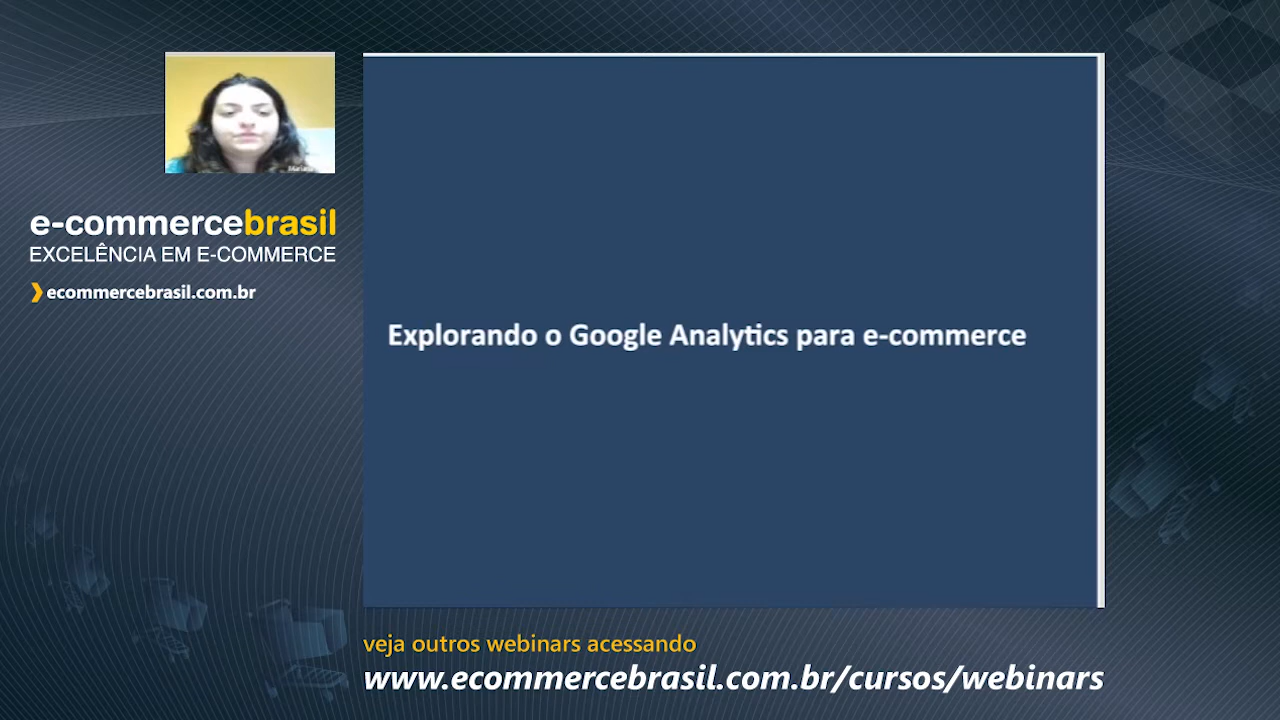 e-commercebrasil
EXCELÊNCIA EM E-COMMERCE
ecommercebrasil.com.br
Explorando o Google Analytics para e-commerce
veja outros webinars acessando
www.ecommercebrasil.com.br/cursos/webinars